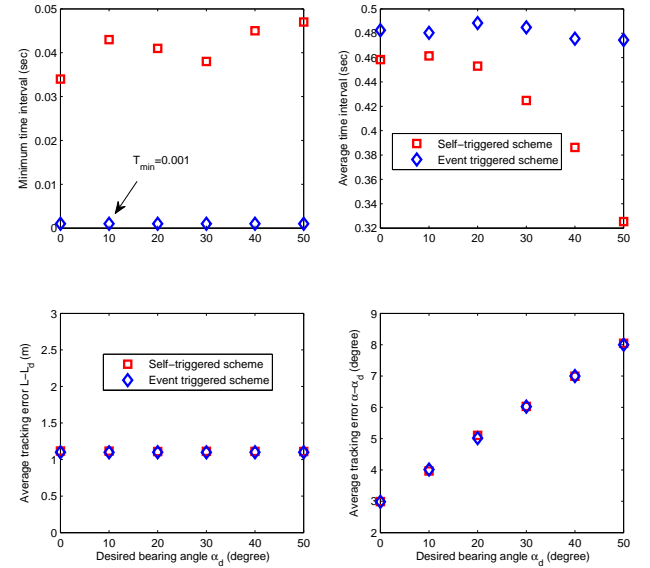 0.05
0.04
0.03
0.02
0.01
0
Minimum time interval (sec)
T_min=0.001
0 10 20 30 40 50
0.5
0.48
0.46
0.44
0.42
0.4
0.38
0.36
0.34
0.32
Average time interval (sec)
Self−triggered scheme
Event triggered scheme
0 10 20 30 40 50
3
2.5
2
1.5
1
0.5
0
Average tracking error L−L_d (m)
Self−triggered scheme
Event triggered scheme
0 10 20 30 40 50
Desired bearing angle α_d (degree)
9
8
7
6
5
4
3
2
Average tracking error α−α_d (degree)
0 10 20 30 40 50
Desired bearing angle α_d (degree)